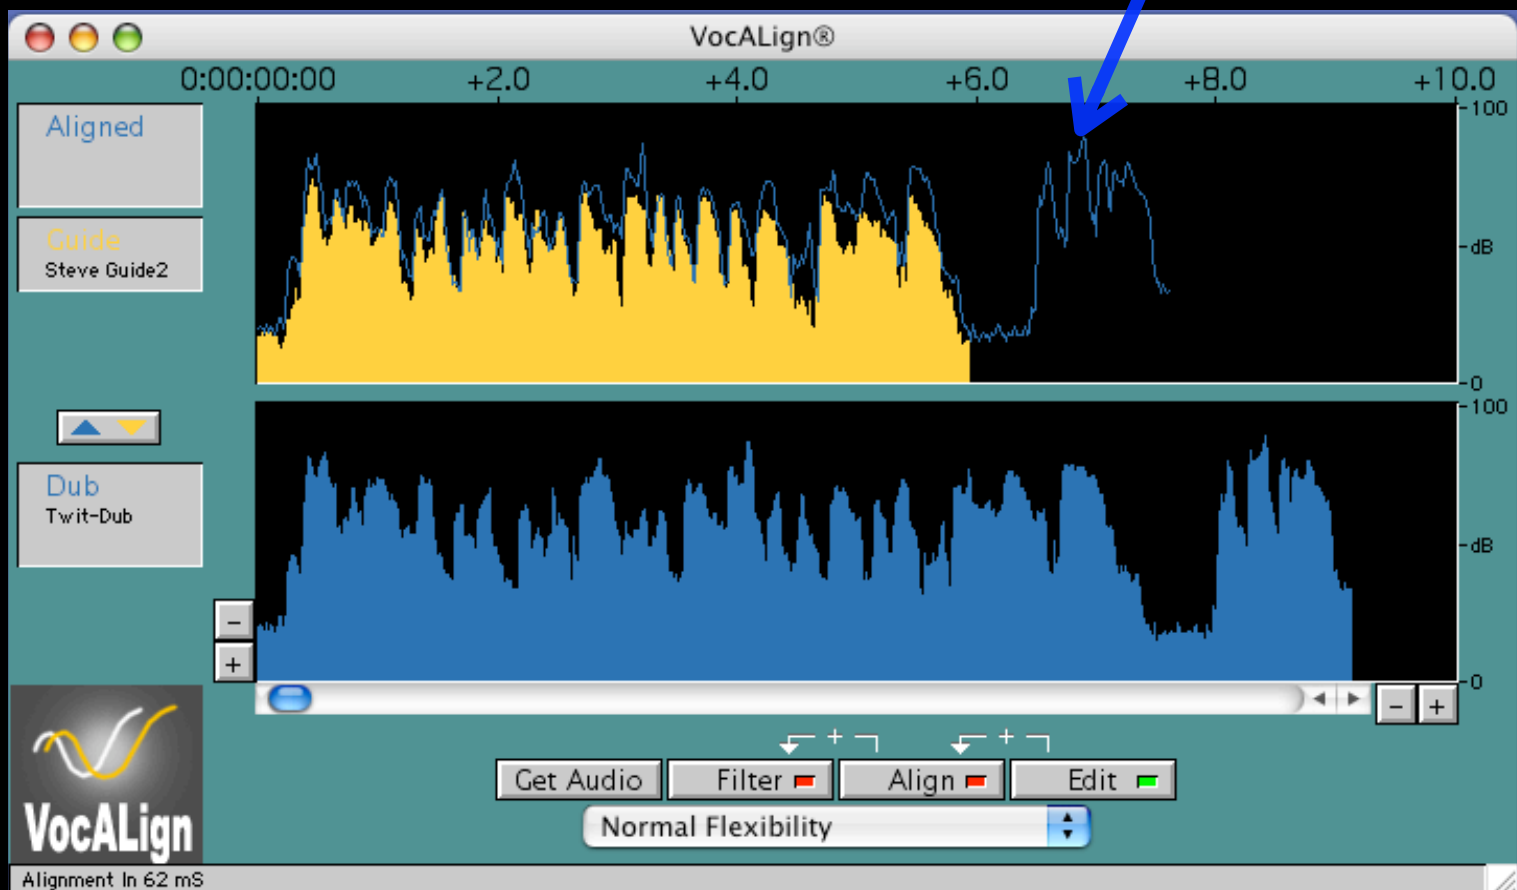 VocALign®
0:00:00:00 +2.0 +4.0 +6.0 +8.0 +10.0
Aligned
100
Guide
Steve Guide2
dB
0
100
Dub
Twit-Dub
dB
−
+
0
− +
+ +
Get Audio Filter Align Edit
Normal Flexibility
VocALign
Alignment In 62 mS